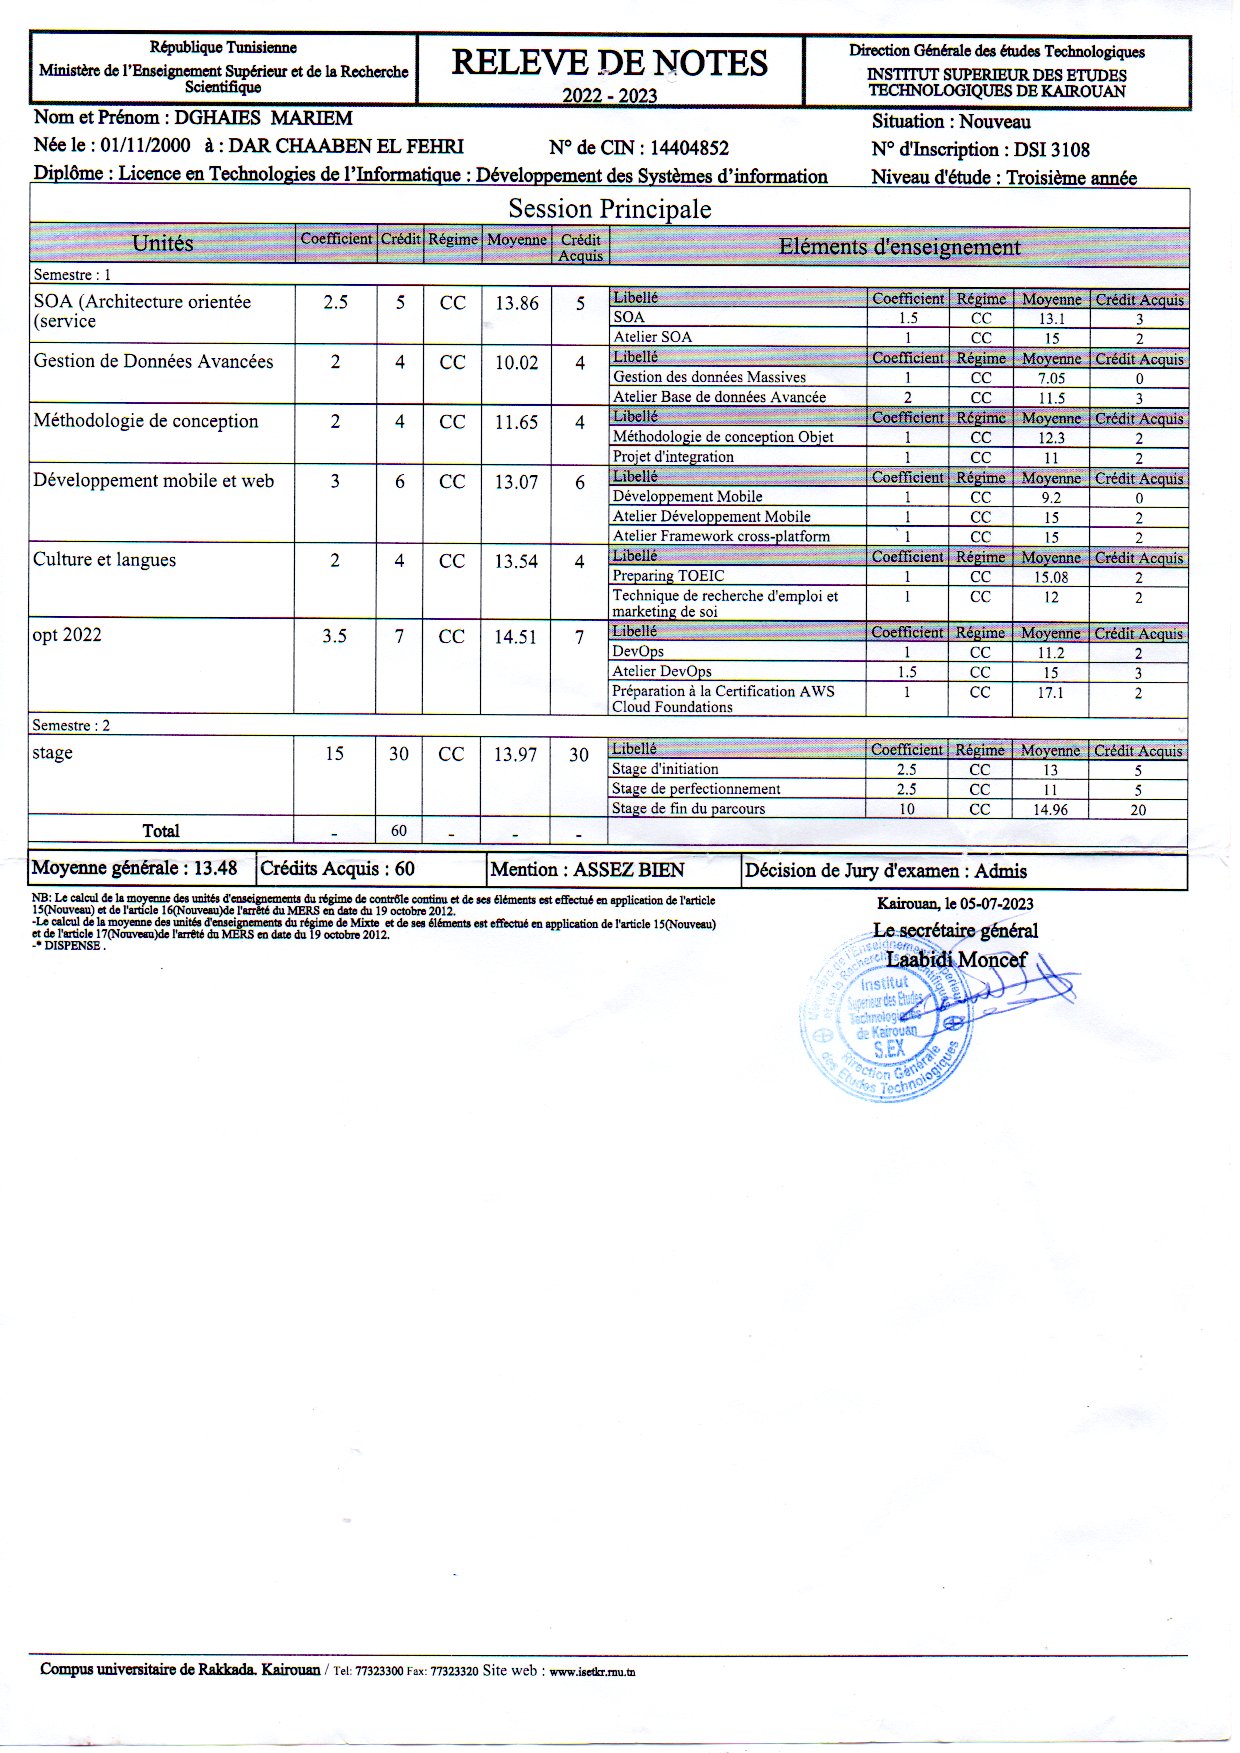 République Tunisienne
Ministère de l'Enseignement Supérieur et de la Recherche
Scientifique
RELEVE DE NOTES
2022 - 2023
Direction Générale des études Technologiques
INSTITUT SUPERIEUR DES ETUDES
TECHNOLOGIQUES DE KAIROUAN
Nom et Prénom : DGHAIES MARIEM
Situation : Nouveau
Née le : 01/11/2000 à : DAR CHAABEN EL FEHRI N° de CIN : 14404852 N° d'Inscription : DSI 3108
Diplôme : Licence en Technologies de l'Informatique : Développement des Systèmes d'information Niveau d'étude : Troisième année
Session Principale
Unités Coefficient Crédit Régime Moyenne Crédit Acquis Eléments d'enseignement
Semestre : 1
SOA (Architecture orientée (service 2.5 5 CC 13.86 5
Libellé Coefficient Régime Moyenne Crédit Acquis
SOA 1.5 CC 13.1 3
Atelier SOA 1 CC 15 2
Gestion de Données Avancées 2 4 CC 10.02 4
Libellé Coefficient Régime Moyenne Crédit Acquis
Gestion des données Massives 1 CC 7.05 0
Atelier Base de données Avancée 2 CC 11.5 3
Méthodologie de conception 2 4 CC 11.65 4
Libellé Coefficient Régime Moyenne Crédit Acquis
Méthodologie de conception Objet 1 CC 12.3 2
Projet d'integration 1 CC 11 2
Développement mobile et web 3 6 CC 13.07 6
Libellé Coefficient Régime Moyenne Crédit Acquis
Développement Mobile 1 CC 9.2 0
Atelier Développement Mobile 1 CC 15 2
Atelier Framework cross-platform 1 CC 15 2
Culture et langues 2 4 CC 13.54 4
Libellé Coefficient Régime Moyenne Crédit Acquis
Preparing TOEIC 1 CC 15.08 2
Technique de recherche d'emploi et marketing de soi 1 CC 12 2
opt 2022 3.5 7 CC 14.51 7
Libellé Coefficient Régime Moyenne Crédit Acquis
DevOps 1 CC 11.2 2
Atelier DevOps 1.5 CC 15 3
Préparation à la Certification AWS Cloud Foundations 1 CC 17.1 2
Semestre : 2
stage 15 30 CC 13.97 30
Libellé Coefficient Régime Moyenne Crédit Acquis
Stage d'initiation 2.5 CC 13 5
Stage de perfectionnement 2.5 CC 11 5
Stage de fin du parcours 10 CC 14.96 20
Total - 60 - - -
Moyenne générale : 13.48 Crédits Acquis : 60 Mention : ASSEZ BIEN Décision de Jury d'examen : Admis
NB: Le calcul de la moyenne des unités d'enseignements du régime de contrôle continu et de ses éléments est effectué en application de l'article
15(Nouveau) et de l'article 16(Nouveau)de l'arrêté du MERS en date du 19 octobre 2012.
-Le calcul de la moyenne des unités d'enseignements du régime de Mixte et de ses éléments est effectué en application de l'article 15(Nouveau)
et de l'article 17(Nouveau)de l'arrêté du MERS en date du 19 octobre 2012.
-* DISPENSE .
Kairouan, le 05-07-2023
Le secrétaire général
Laabidi Moncef
Institut
Superieur des Etudes
Technologiques
de Kairouan
S.EX
Direction Générale
des Etudes Technologiques
Compus universitaire de Rakkada. Kairouan / Tel: 77323300 Fax: 77323320 Site web : www.isetkr.rnu.tn